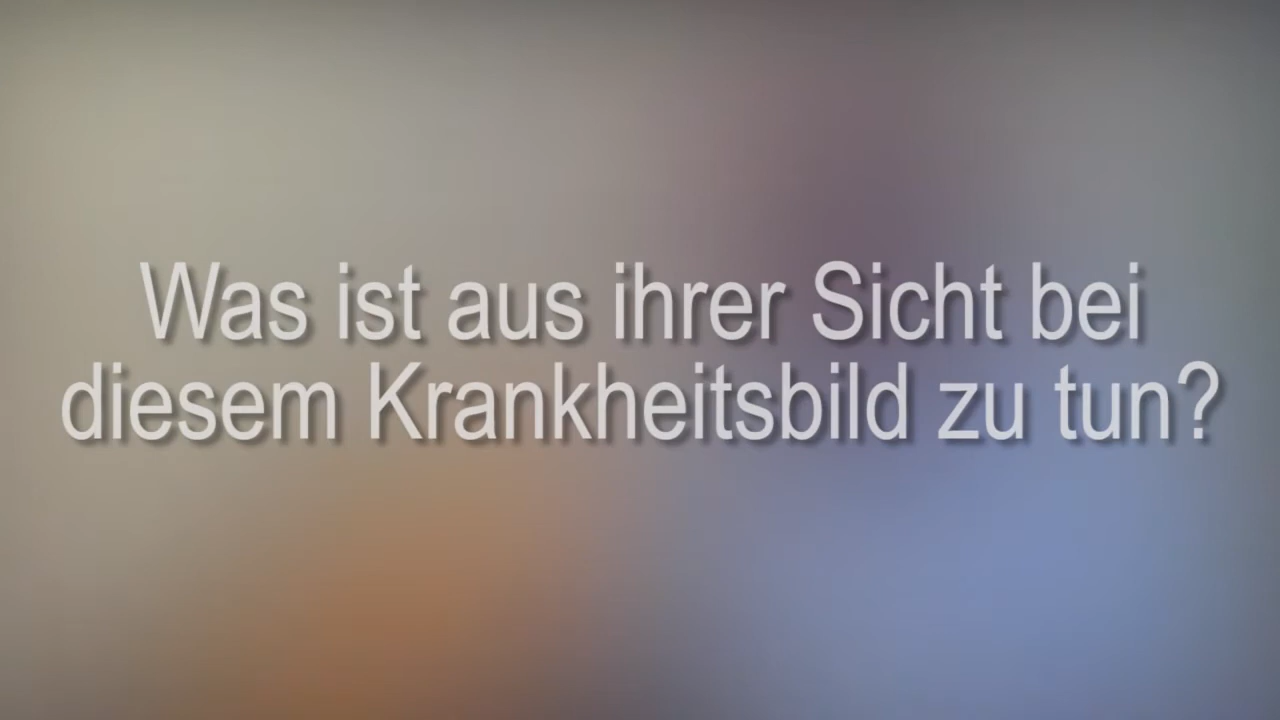 Was ist aus ihrer Sicht bei
diesem Krankheitsbild zu tun?